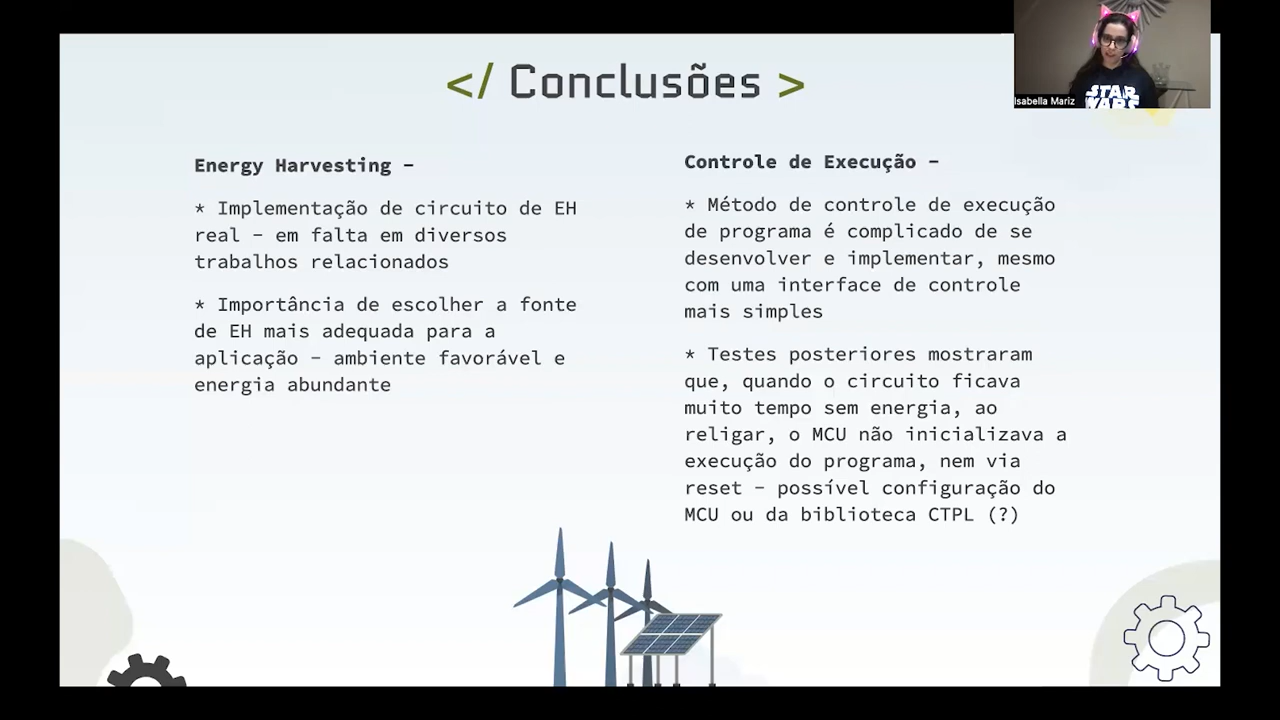 </ Conclusões >
Isabella Mariz
STAR
WARS
Energy Harvesting –
* Implementação de circuito de EH
real – em falta em diversos
trabalhos relacionados
* Importância de escolher a fonte
de EH mais adequada para a
aplicação – ambiente favorável e
energia abundante
Controle de Execução –
* Método de controle de execução
de programa é complicado de se
desenvolver e implementar, mesmo
com uma interface de controle
mais simples
* Testes posteriores mostraram
que, quando o circuito ficava
muito tempo sem energia, ao
religar, o MCU não inicializava a
execução do programa, nem via
reset – possível configuração do
MCU ou da biblioteca CTPL (?)